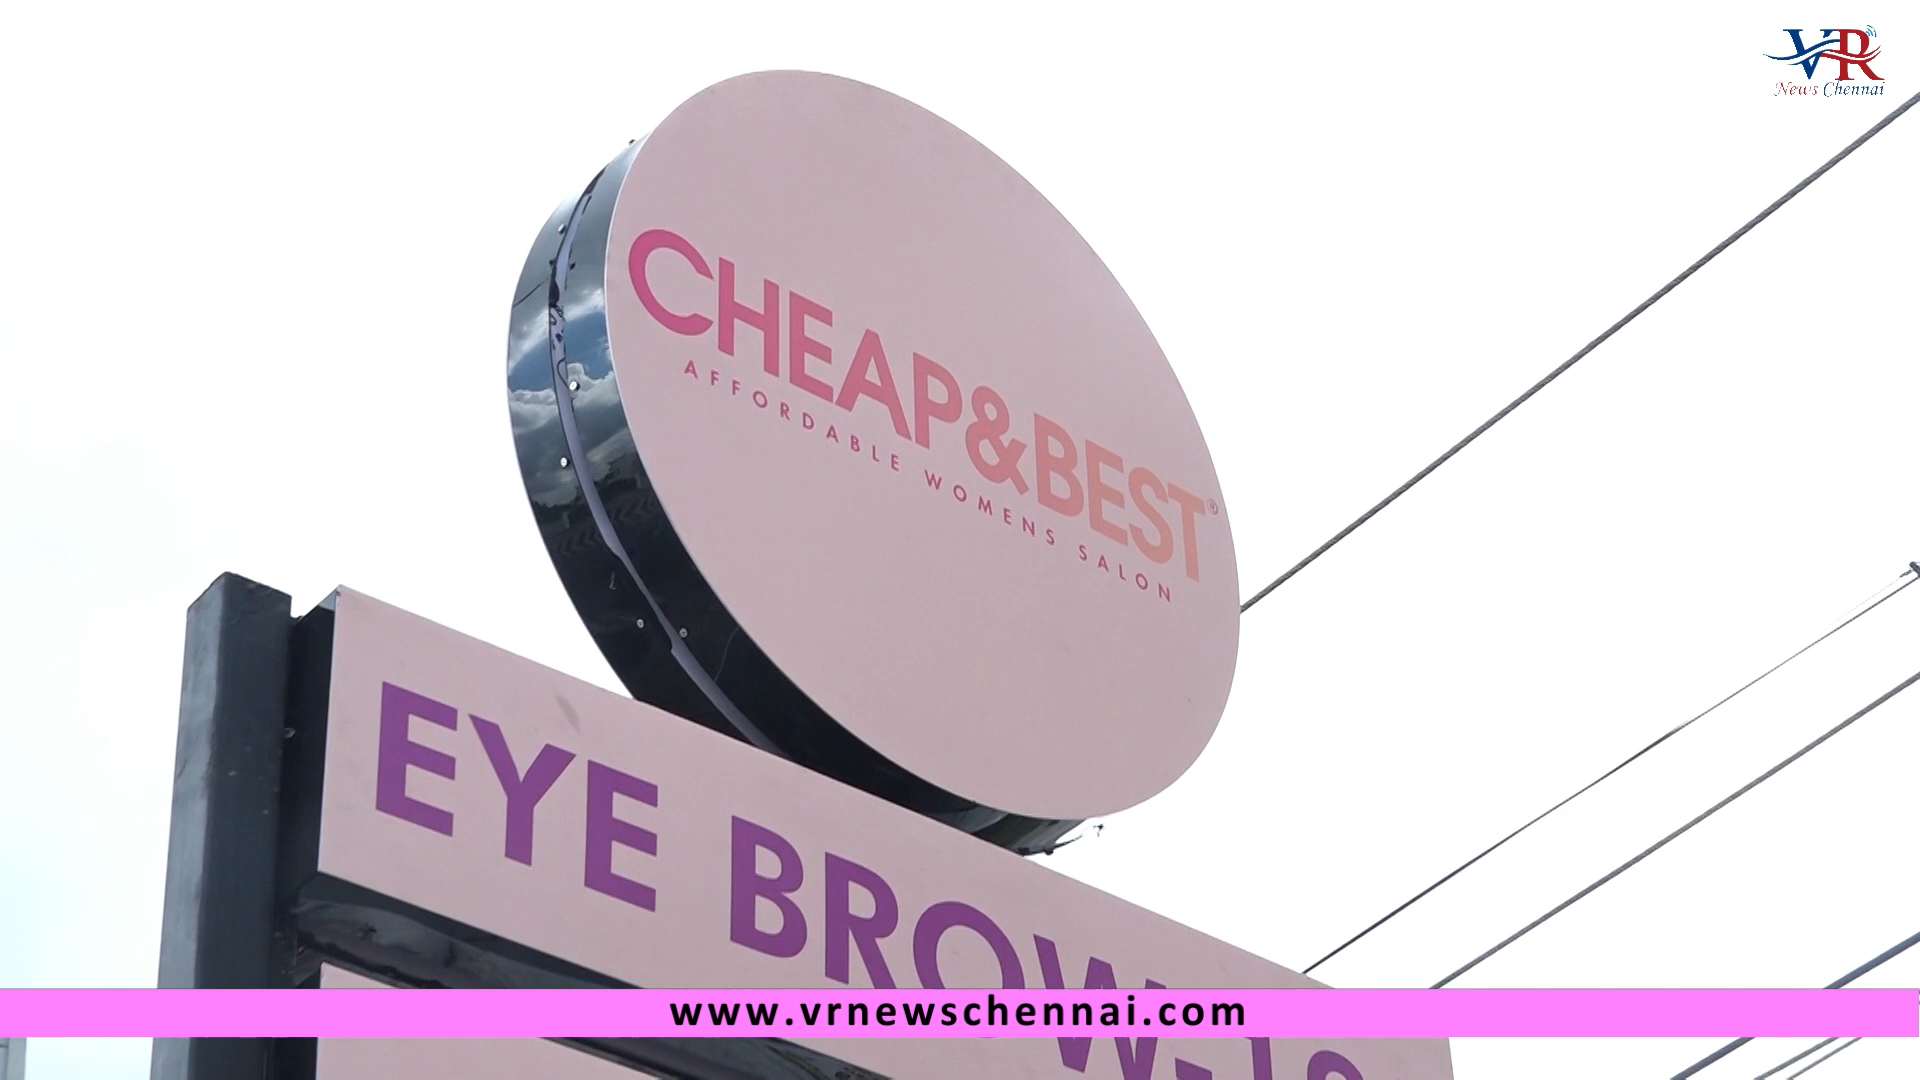 VR
News Chennai
CHEAP&BEST®
AFFORDABLE WOMENS SALON
EYE BROW-
www.vrnewschennai.com